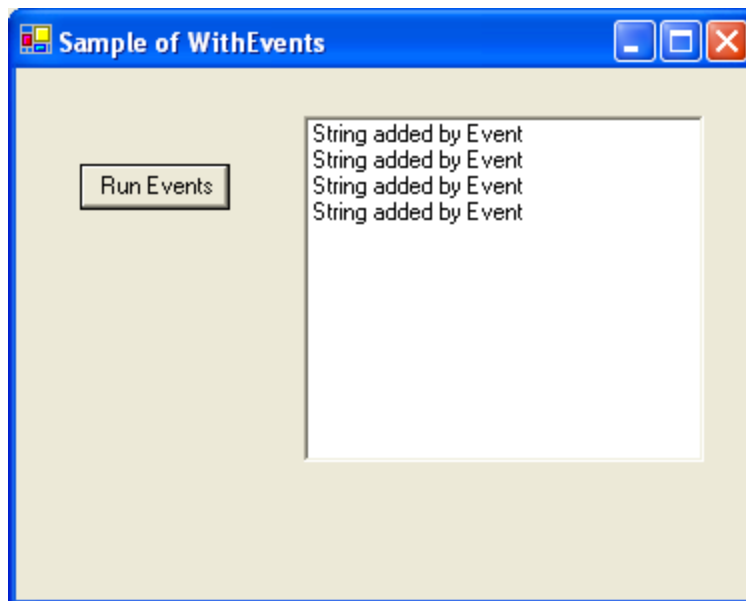 Sample of WithEvents
Run Events
String added by Event
String added by Event
String added by Event
String added by Event